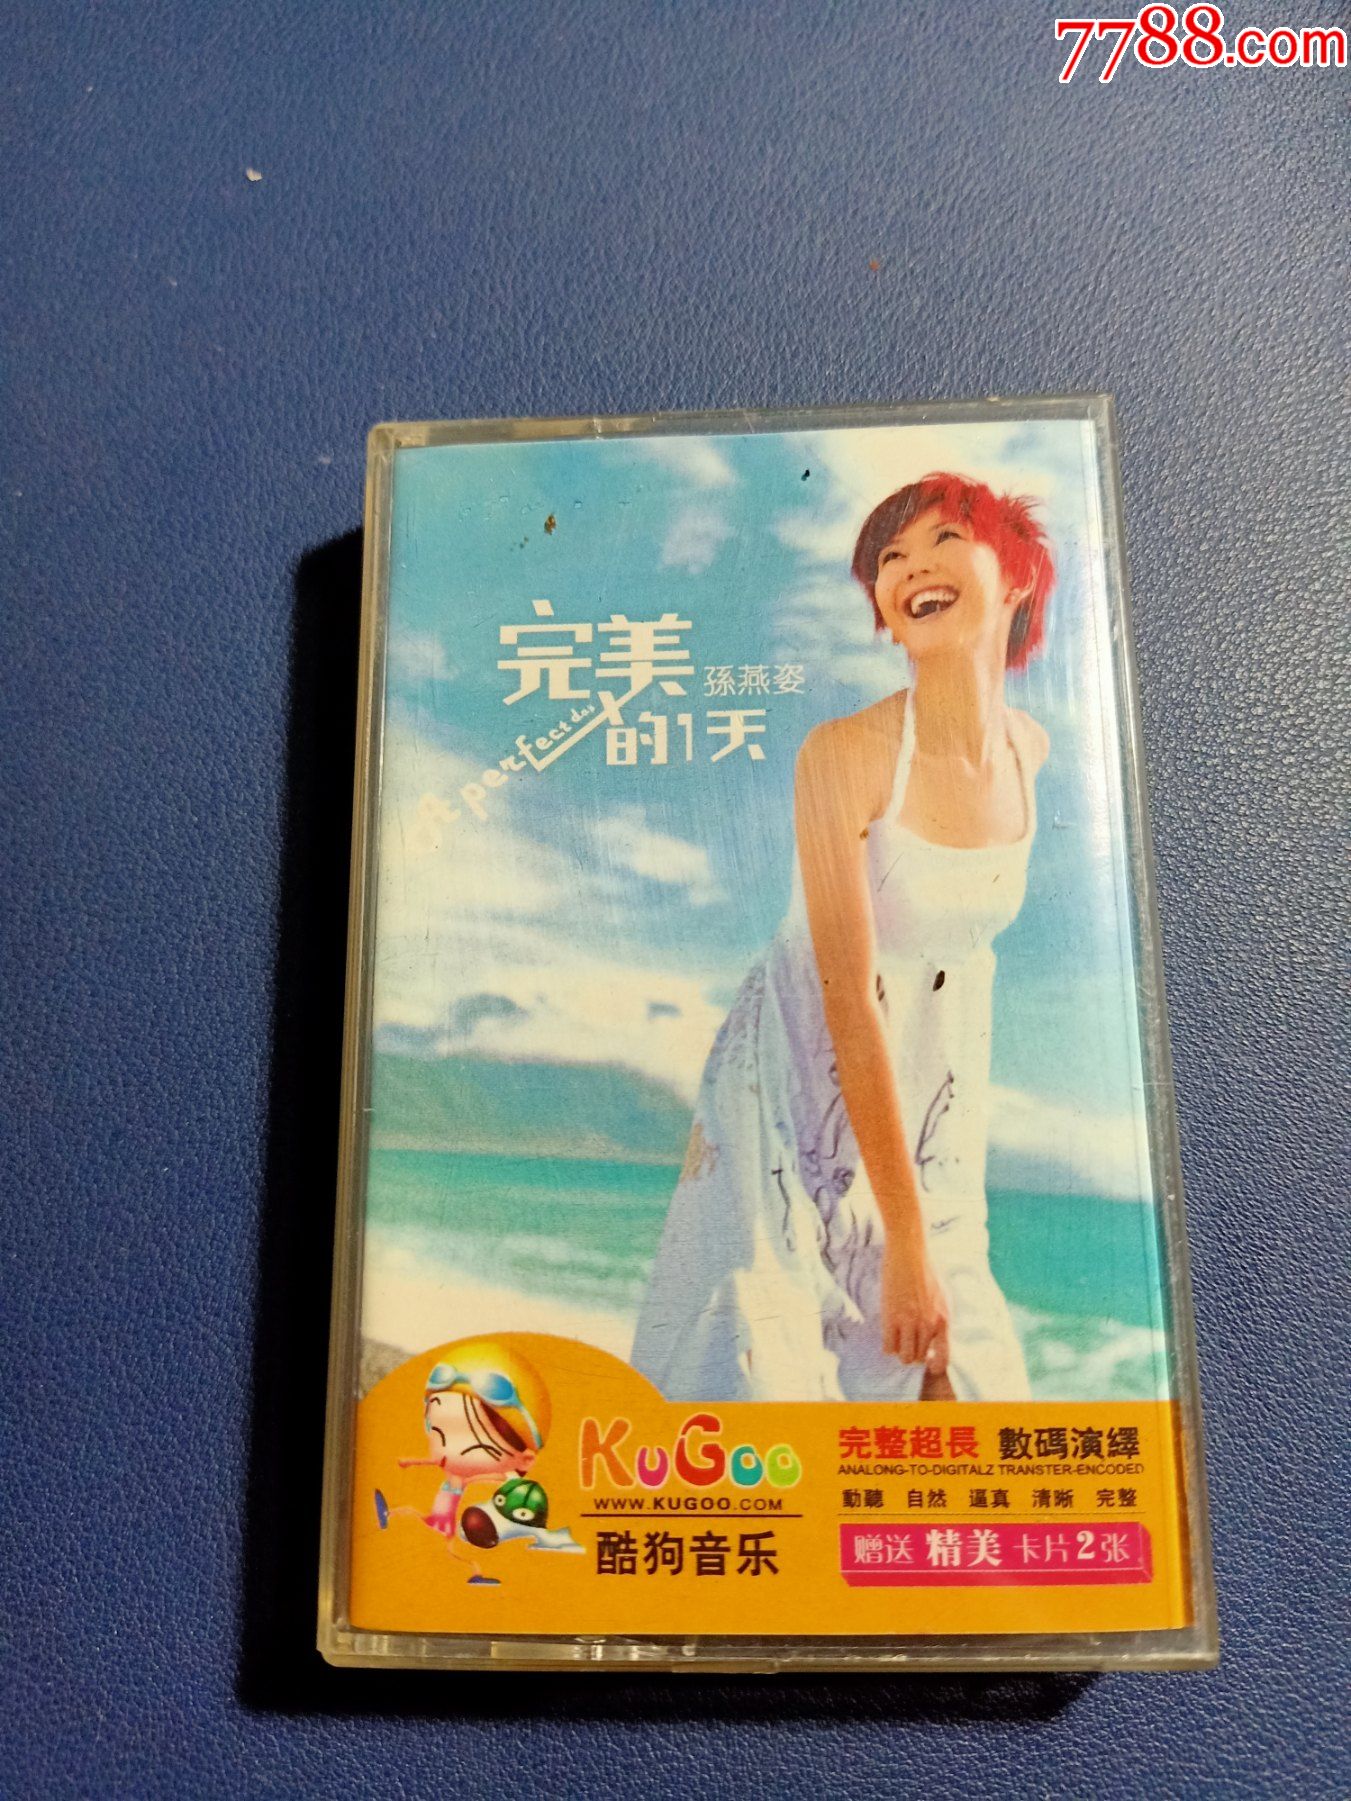 7788.com
完美
孫燕姿
的1天
A perfect day
KuGoo
WWW.KUGOO.COM
酷狗音乐
完整超長 數碼演繹
ANALONG-TO-DIGITALZ TRANSTER-ENCODED
動聽 自然 逼真 清晰 完整
赠送 精美 卡片2张